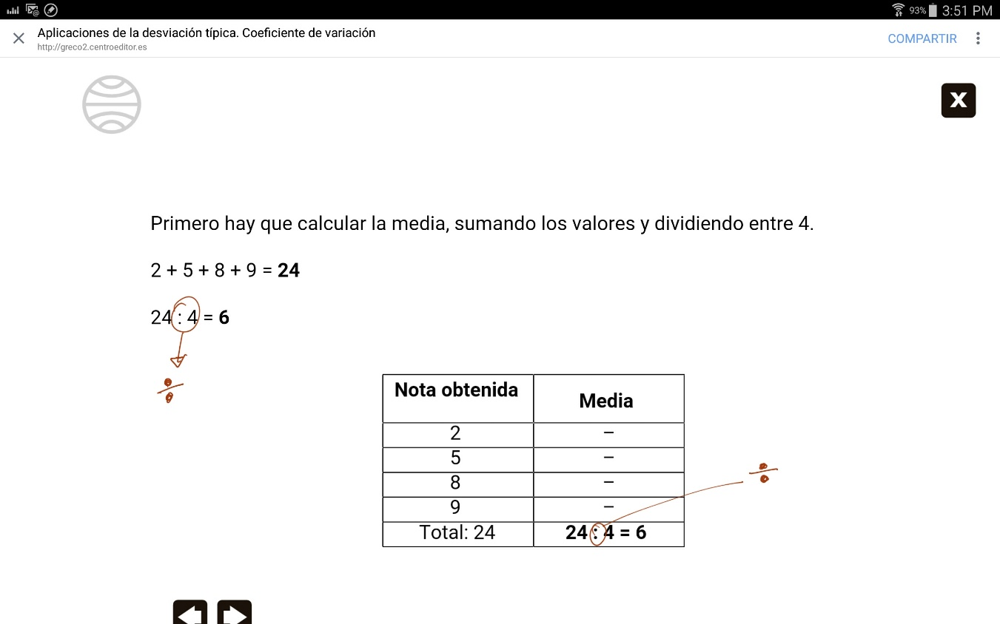 93% 3:51 PM
Aplicaciones de la desviación típica. Coeficiente de variación
http://greco2.centroeditor.es
COMPARTIR
X
Primero hay que calcular la media, sumando los valores y dividiendo entre 4.
2 + 5 + 8 + 9 = 24
24 : 4 = 6
÷
Nota obtenida Media
2 –
5 –
8 –
÷
9 –
Total: 24 24 : 4 = 6